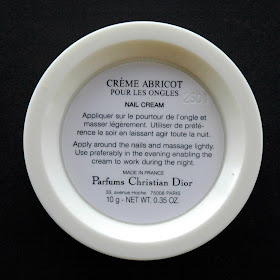 CRÈME ABRICOT
POUR LES ONGLES
NAIL CREAM
Appliquer sur le pourtour de l'ongle et
masser légèrement. Utiliser de préfé-
rence le soir en laissant agir toute la nuit.
Apply around the nails and massage lightly.
Use preferably in the evening enabling the
cream to work during the night.
MADE IN FRANCE
Parfums Christian Dior
33, avenue Hoche 75008 PARIS
10 g - NET WT. 0.35 OZ.